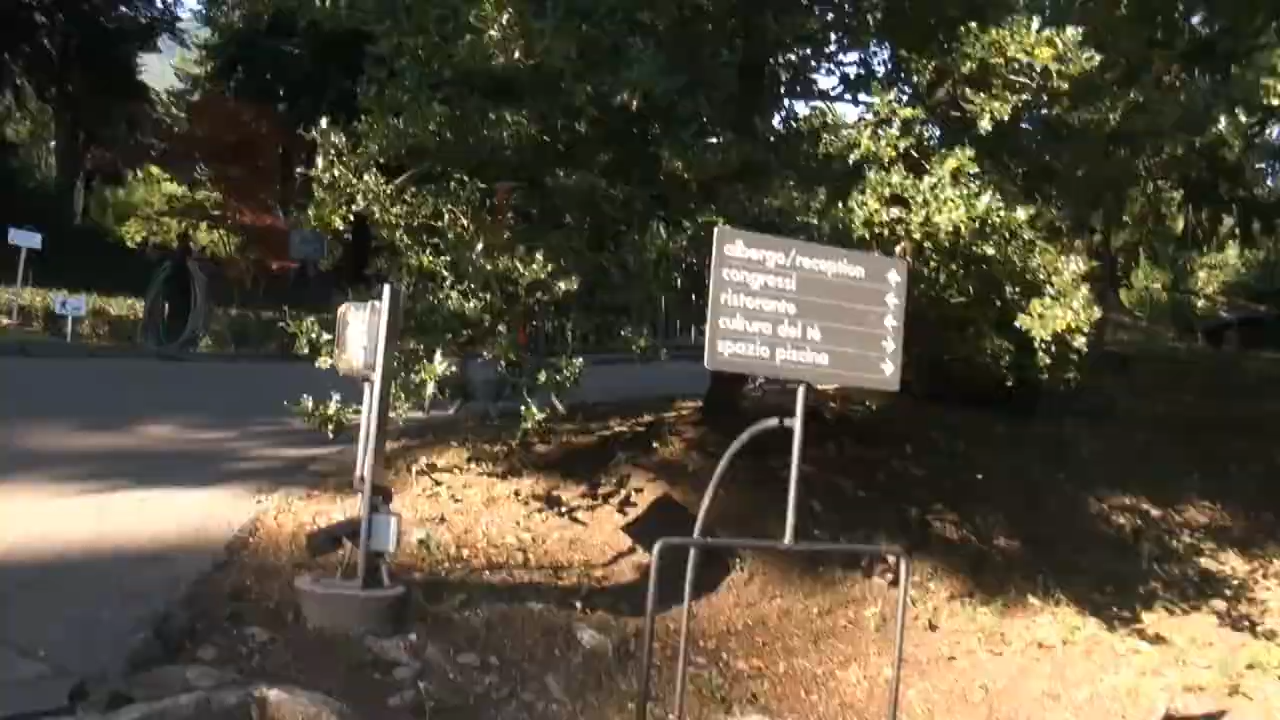 albergo/reception
congressi
ristorante
cultura del tè
spazio piscina